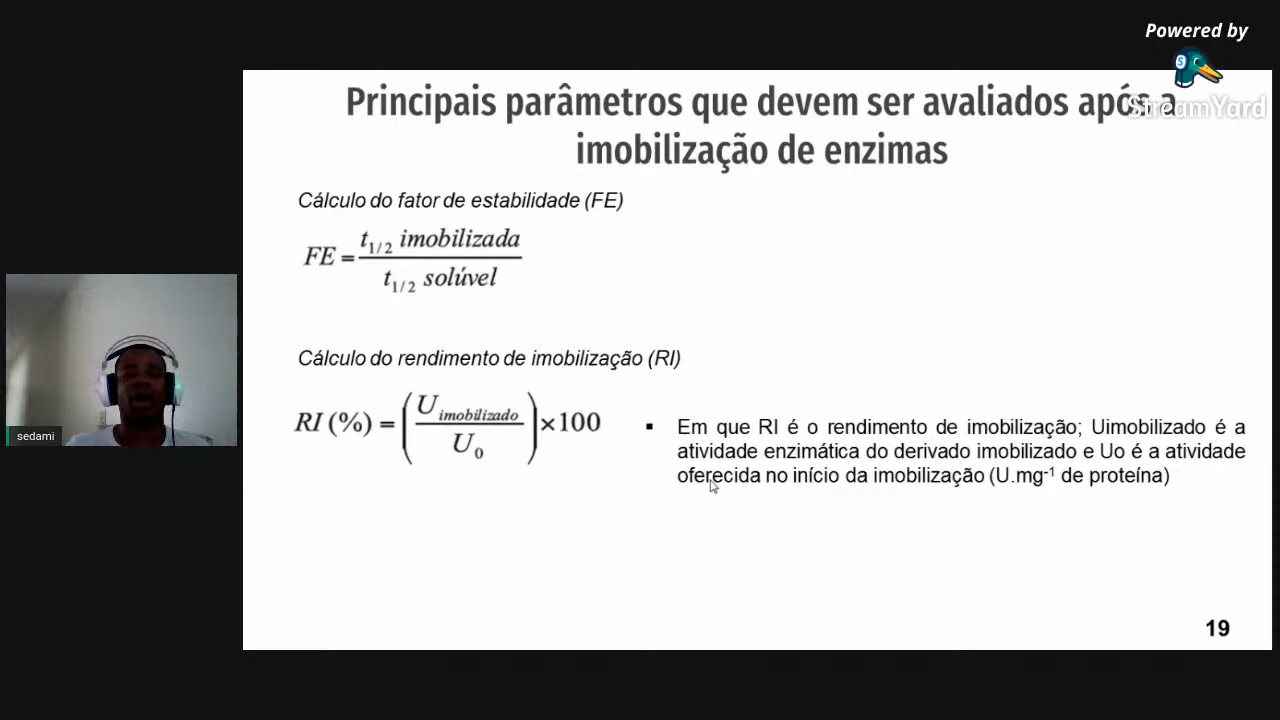 Powered by
StreamYard
Principais parâmetros que devem ser avaliados após a
imobilização de enzimas
Cálculo do fator de estabilidade (FE)
FE = t1/2 imobilizada / t1/2 solúvel
Cálculo do rendimento de imobilização (RI)
RI (%) = (U imobilizado / U0) ×100
▪ Em que RI é o rendimento de imobilização; Uimobilizado é a
atividade enzimática do derivado imobilizado e Uo é a atividade
oferecida no início da imobilização (U.mg⁻¹ de proteína)
sedami
19